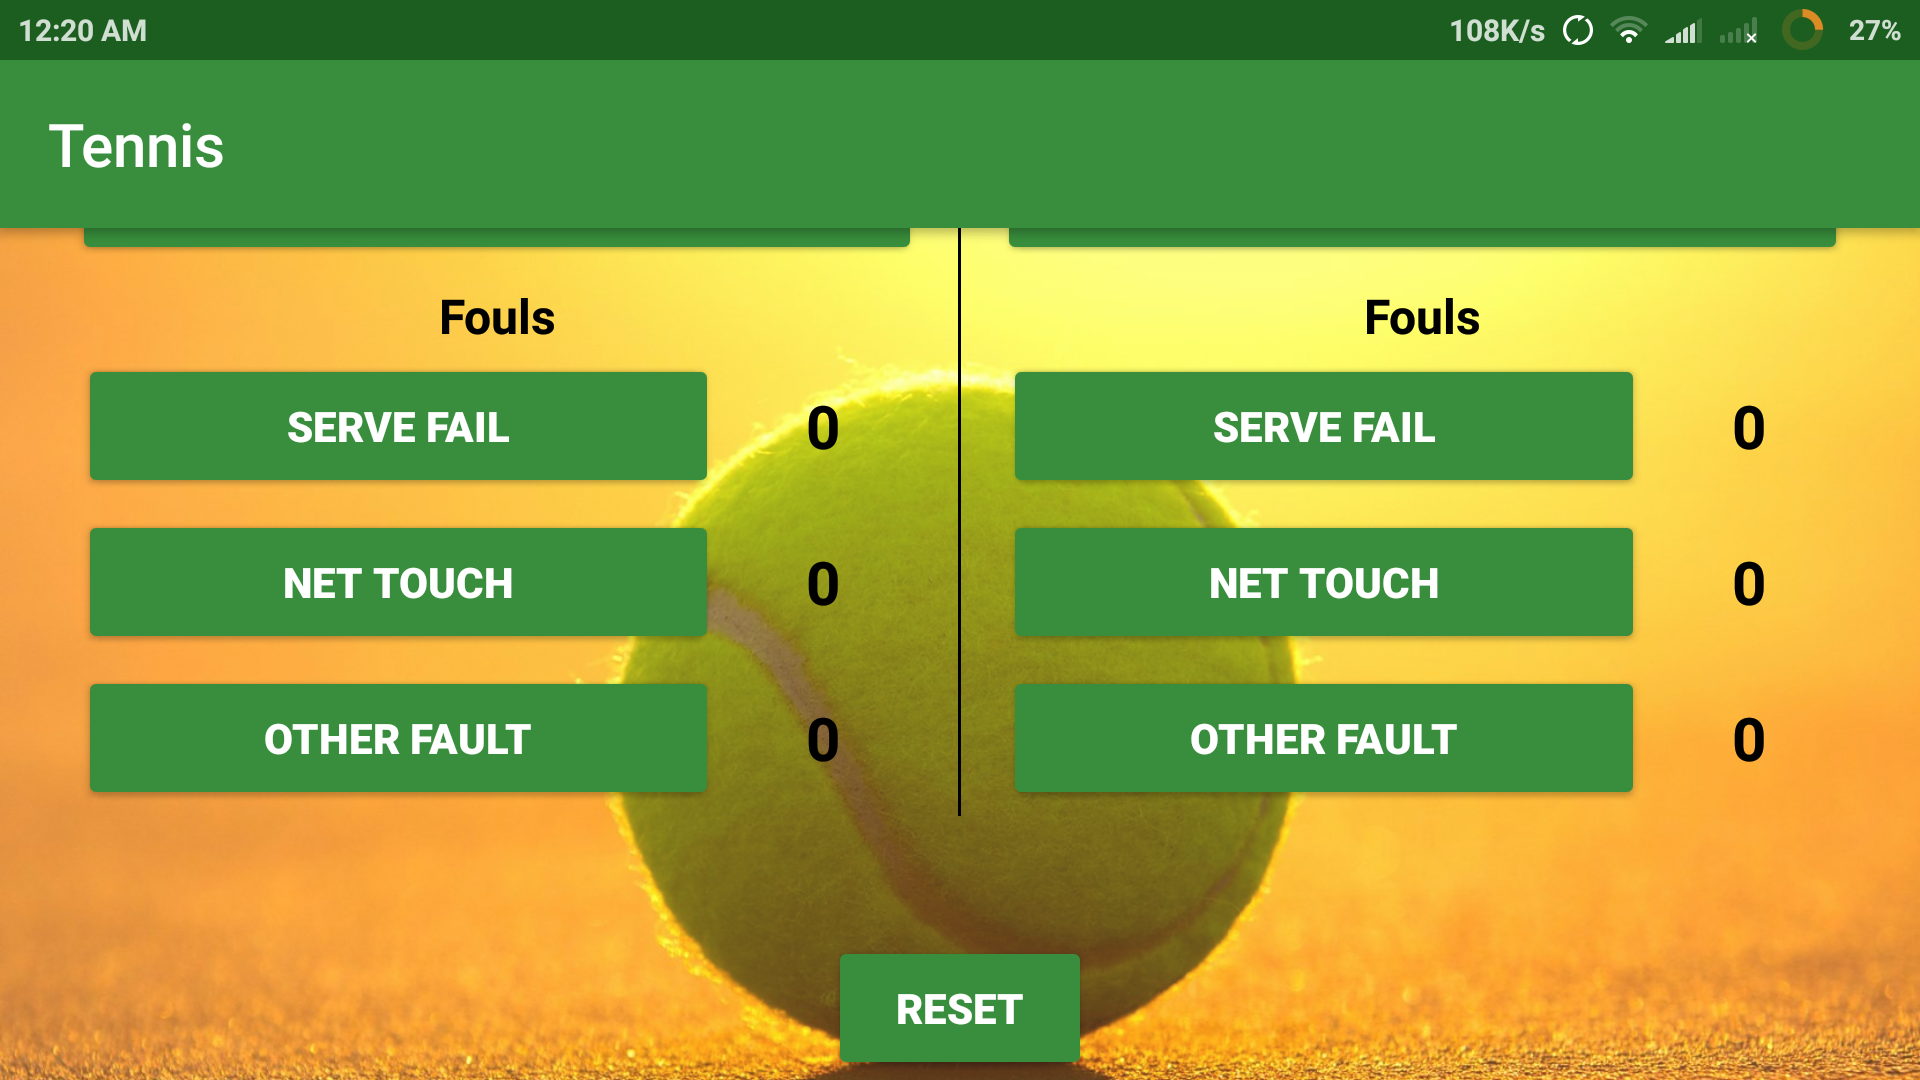 12:20 AM 108K/s 27%
Tennis
Fouls Fouls
SERVE FAIL 0 SERVE FAIL 0
NET TOUCH 0 NET TOUCH 0
OTHER FAULT 0 OTHER FAULT 0
RESET